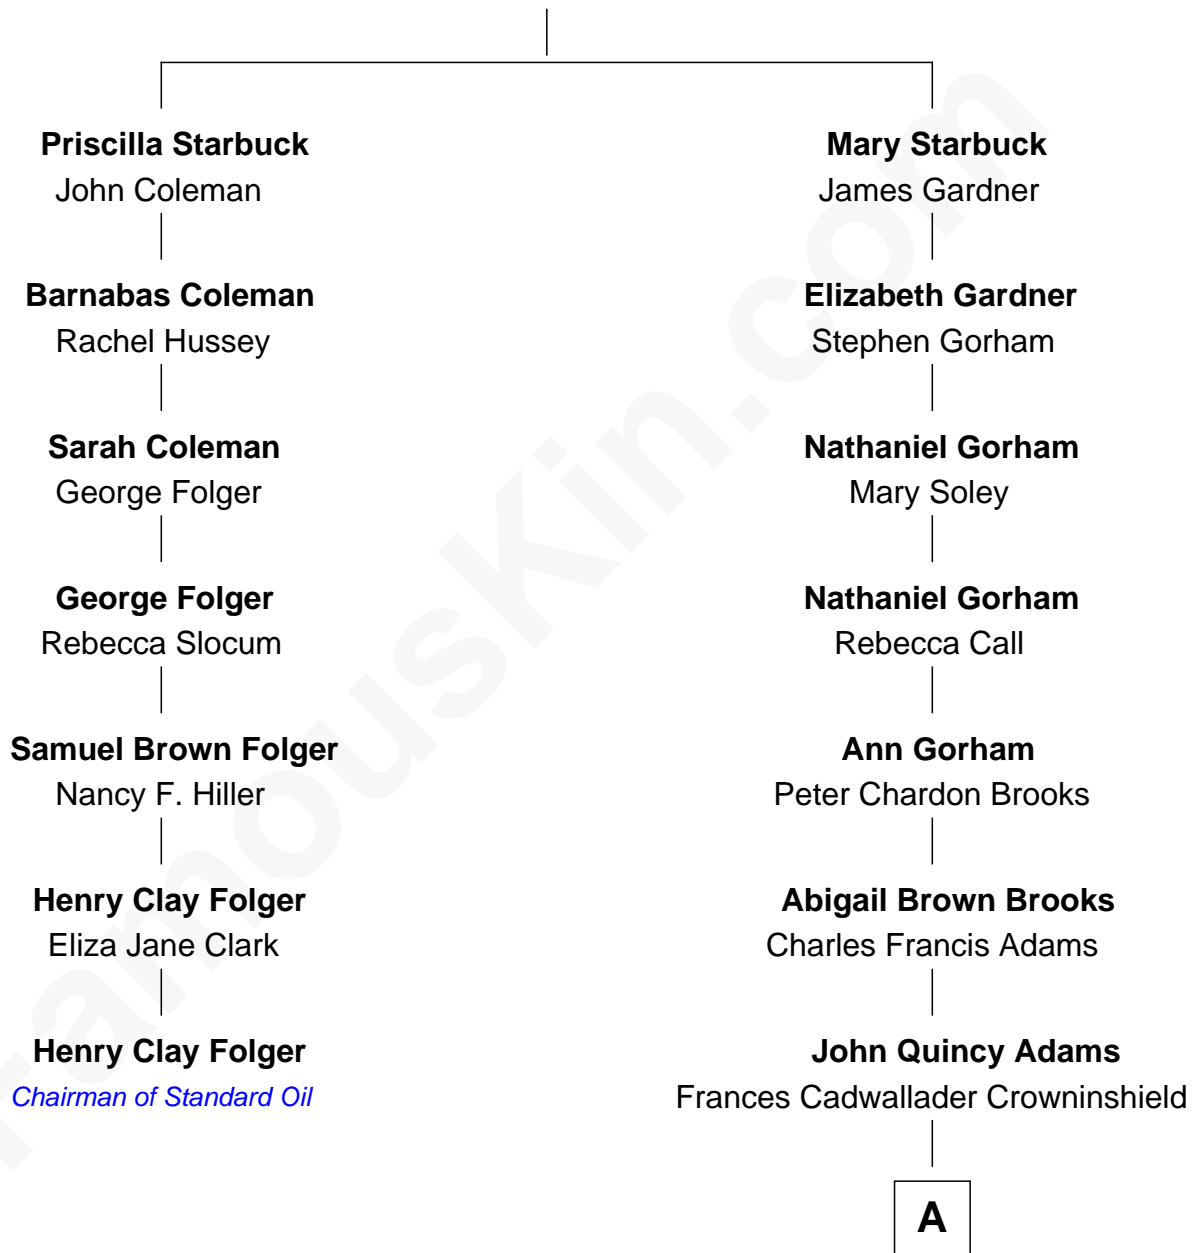 Priscilla Starbuck
John Coleman
Mary Starbuck
James Gardner
Barnabas Coleman
Rachel Hussey
Elizabeth Gardner
Stephen Gorham
Sarah Coleman
George Folger
Nathaniel Gorham
Mary Soley
George Folger
Rebecca Slocum
Nathaniel Gorham
Rebecca Call
Samuel Brown Folger
Nancy F. Hiller
Ann Gorham
Peter Chardon Brooks
Henry Clay Folger
Eliza Jane Clark
Abigail Brown Brooks
Charles Francis Adams
Henry Clay Folger
Chairman of Standard Oil
John Quincy Adams
Frances Cadwallader Crowninshield
A
FamousKin.com